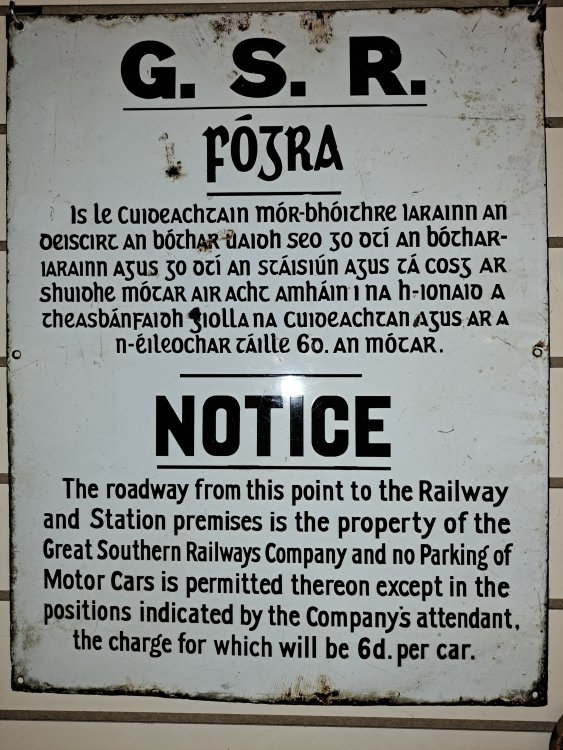 G. S. R.
FÓGRA
Is le Cuideachtain Mór-Bhóithre Iarainn an
Deiscirt an bóthar uaidh seo go dtí an bóthar-
iarainn agus go dtí an stáisiún agus tá cosg ar
shuidhe mótar air acht amháin i na h-ionaid a
theasbánfaidh giolla na Cuideachtan agus ar a
n-éileochar táille 6d. an mótar.
NOTICE
The roadway from this point to the Railway
and Station premises is the property of the
Great Southern Railways Company and no Parking of
Motor Cars is permitted thereon except in the
positions indicated by the Company's attendant,
the charge for which will be 6d. per car.